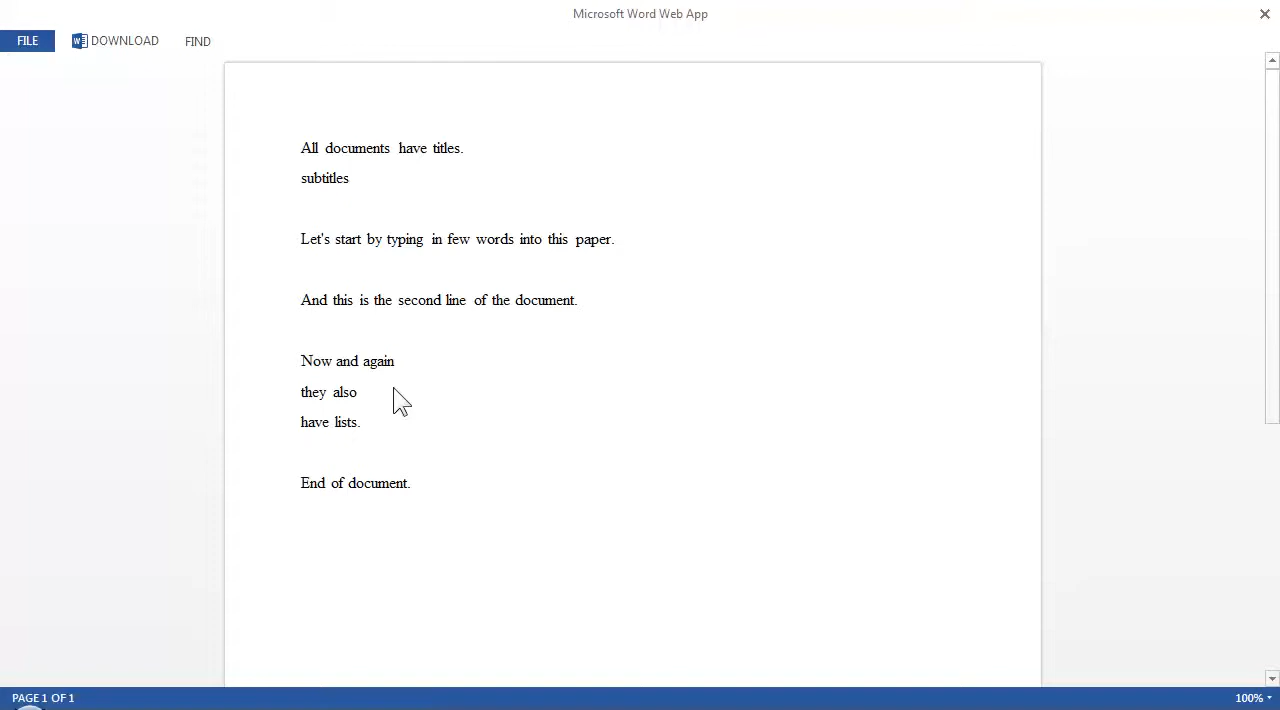 Microsoft Word Web App
FILE DOWNLOAD FIND
All documents have titles.
subtitles
Let's start by typing in few words into this paper.
And this is the second line of the document.
Now and again
they also
have lists.
End of document.
PAGE 1 OF 1 100%